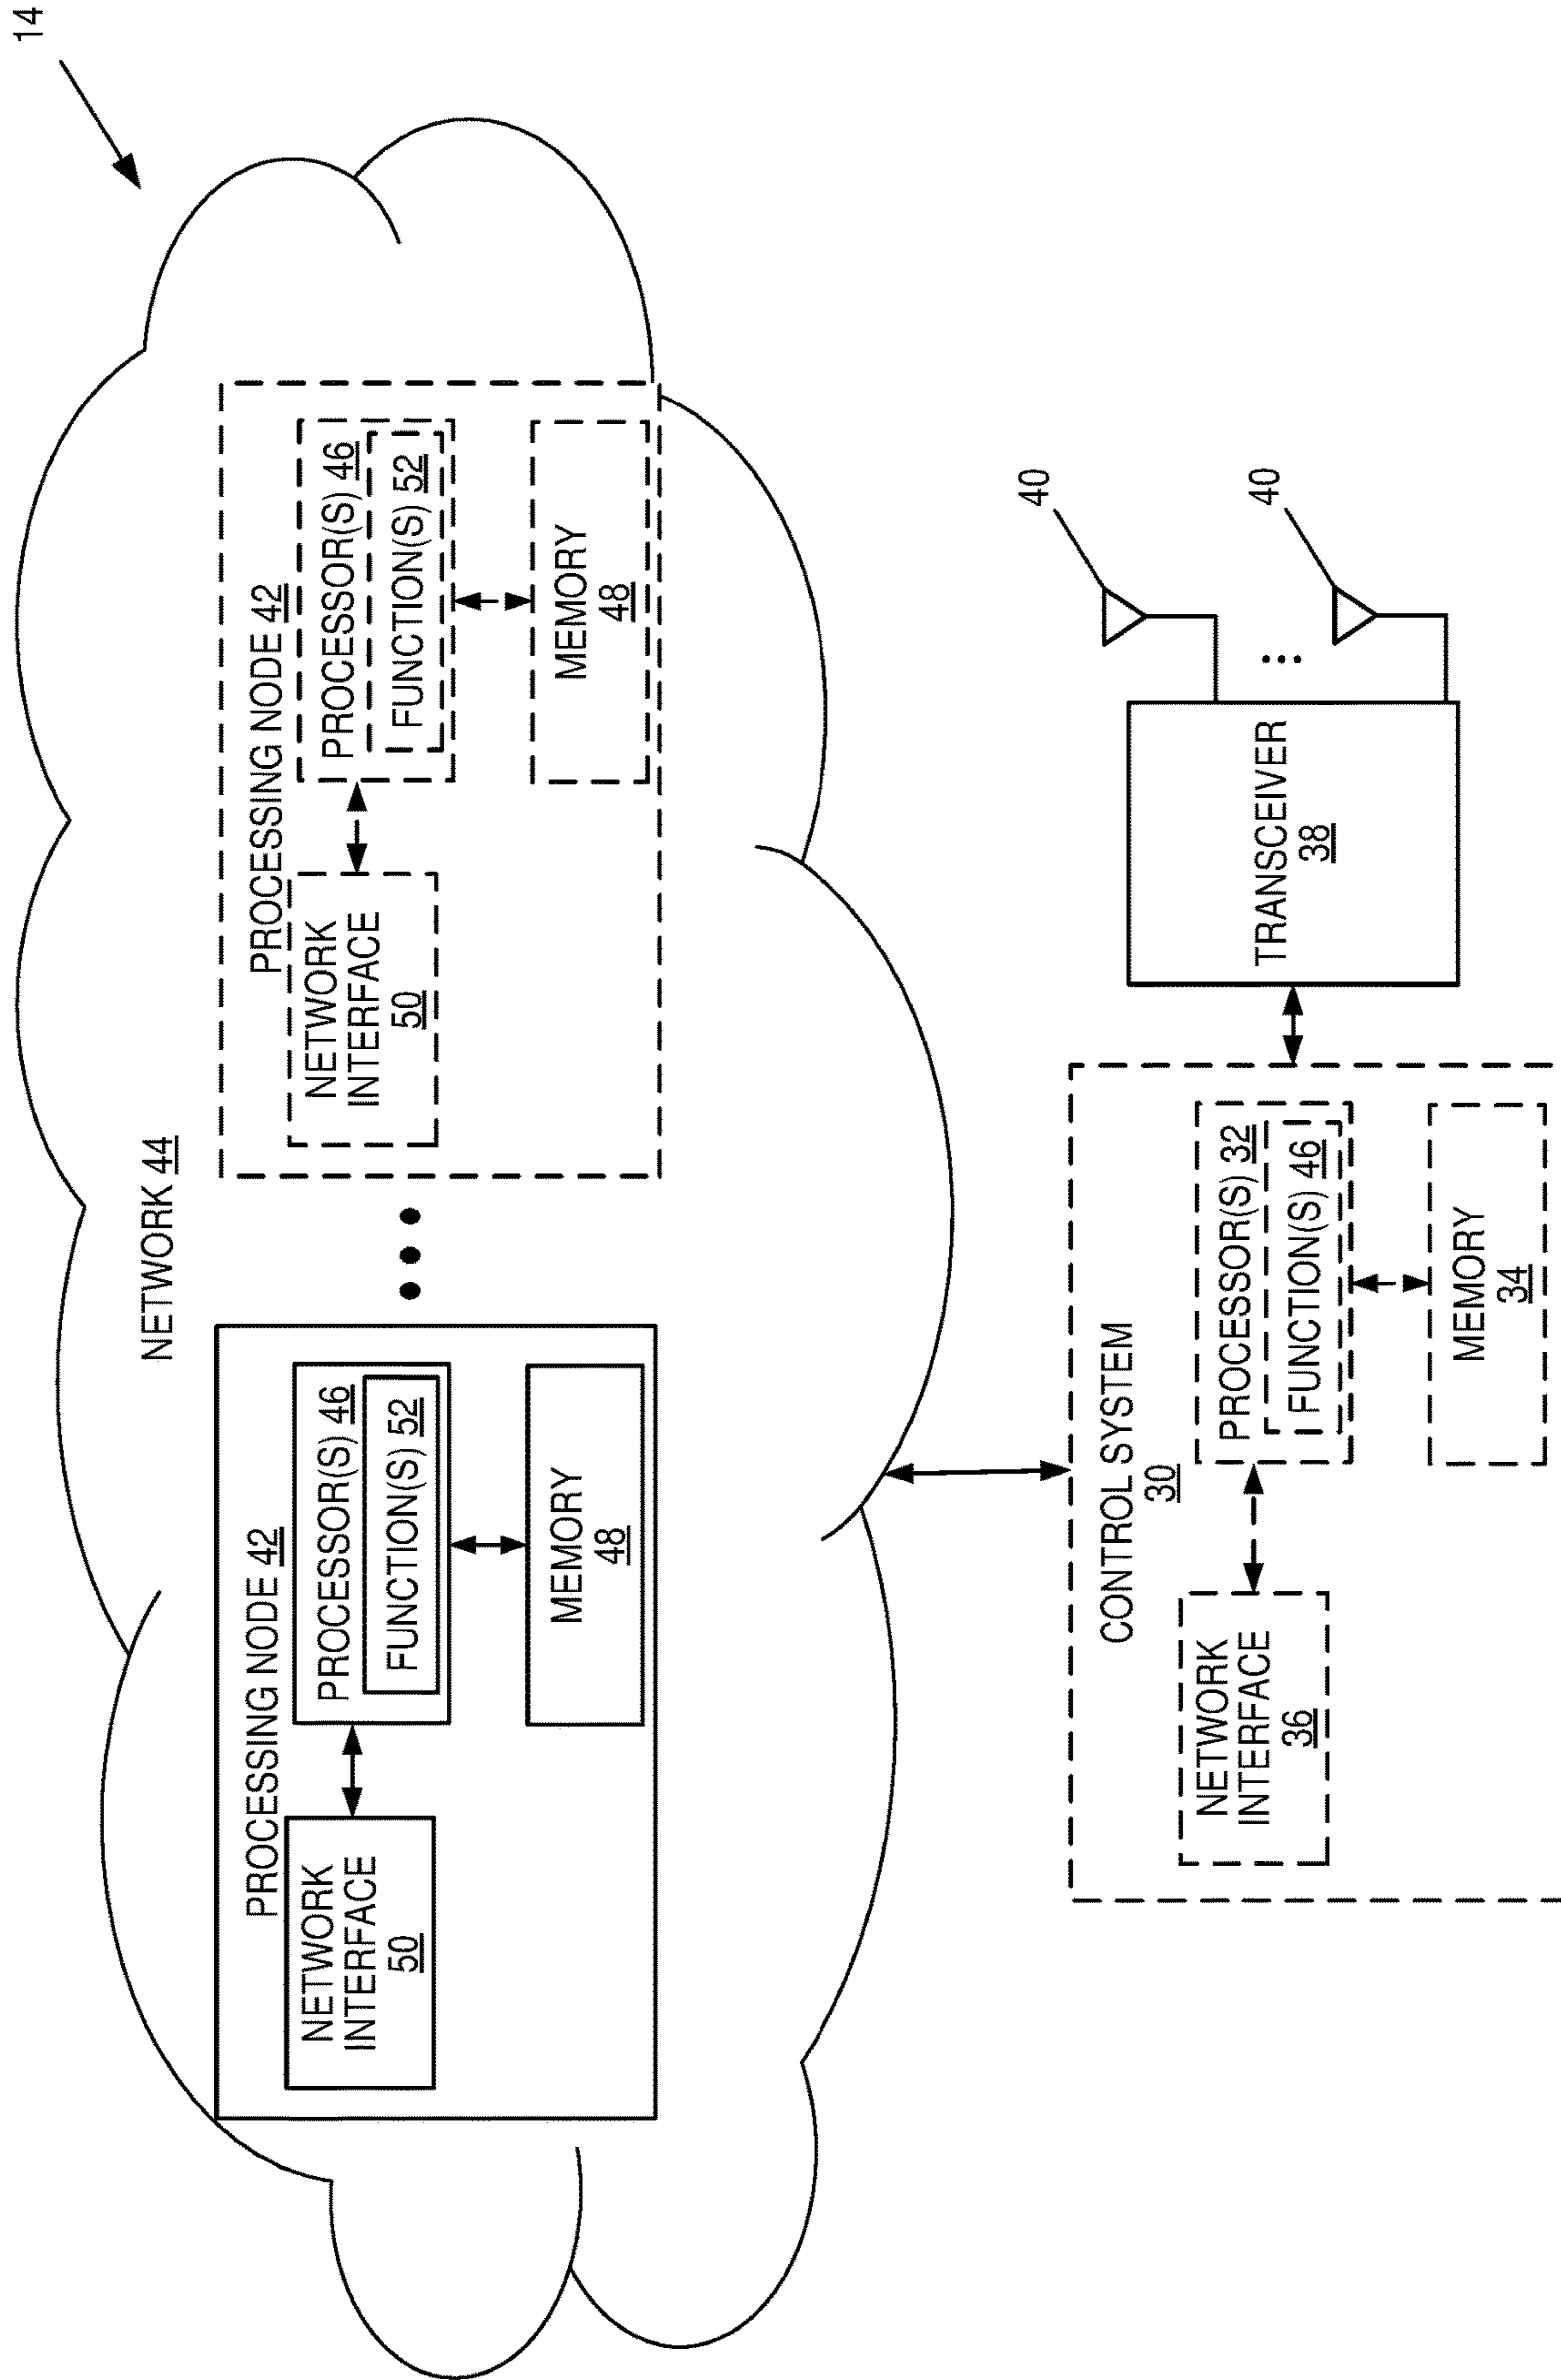 14
NETWORK 44
PROCESSING NODE 42
NETWORK
INTERFACE
50
PROCESSOR(S) 46
FUNCTION(S) 52
MEMORY
48
PROCESSING NODE 42
NETWORK
INTERFACE
50
PROCESSOR(S) 46
FUNCTION(S) 52
MEMORY
48
CONTROL SYSTEM
30
NETWORK
INTERFACE
36
PROCESSOR(S) 32
FUNCTION(S) 46
MEMORY
34
TRANSCEIVER
38
40
40